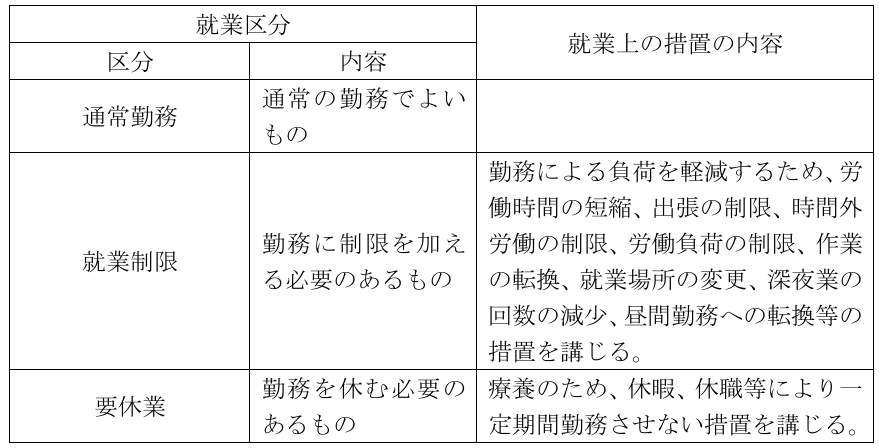 就業区分
就業上の措置の内容
区分
内容
通常勤務
通常の勤務でよい
もの
就業制限
勤務に制限を加え
る必要のあるもの
勤務による負荷を軽減するため、労
働時間の短縮、出張の制限、時間外
労働の制限、労働負荷の制限、作業
の転換、就業場所の変更、深夜業の
回数の減少、昼間勤務への転換等の
措置を講じる。
要休業
勤務を休む必要の
あるもの
療養のため、休暇、休職等により一
定期間勤務させない措置を講じる。